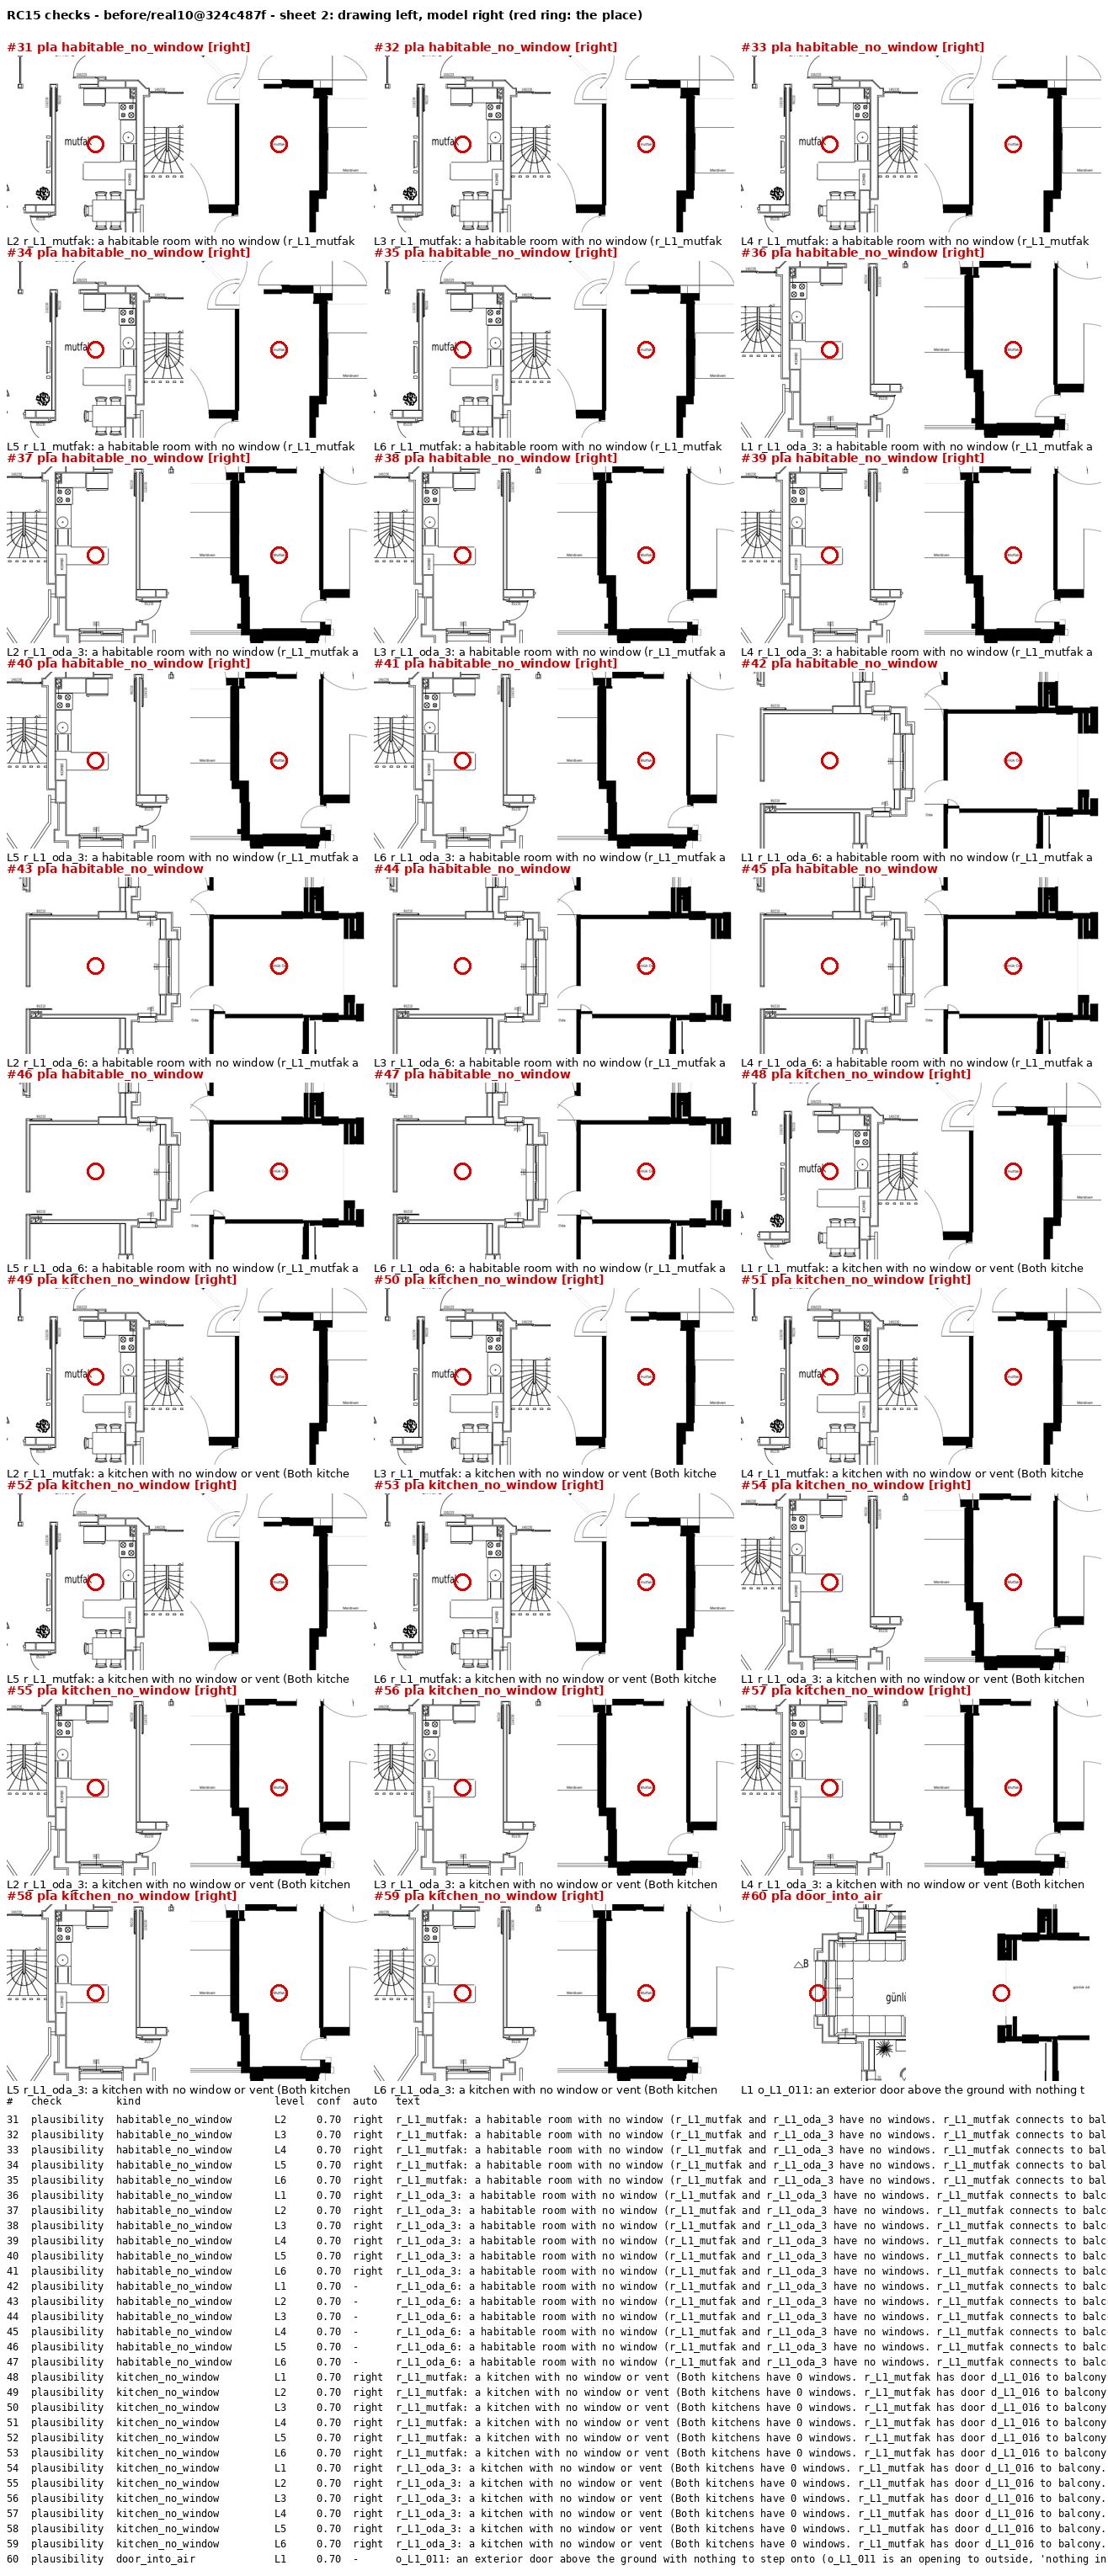 RC15 checks - before/real10@324c487f - sheet 2: drawing left, model right (red ring: the place)
#31 pla habitable_no_window [right]
#32 pla habitable_no_window [right]
#33 pla habitable_no_window [right]
mutfak
mutfak
mutfak
L2 r_L1_mutfak: a habitable room with no window (r_L1_mutfak
L3 r_L1_mutfak: a habitable room with no window (r_L1_mutfak
L4 r_L1_mutfak: a habitable room with no window (r_L1_mutfak
#34 pla habitable_no_window [right]
#35 pla habitable_no_window [right]
#36 pla habitable_no_window [right]
mutfak
mutfak
L5 r_L1_mutfak: a habitable room with no window (r_L1_mutfak
L6 r_L1_mutfak: a habitable room with no window (r_L1_mutfak
L1 r_L1_oda_3: a habitable room with no window (r_L1_mutfak a
#37 pla habitable_no_window [right]
#38 pla habitable_no_window [right]
#39 pla habitable_no_window [right]
L2 r_L1_oda_3: a habitable room with no window (r_L1_mutfak a
L3 r_L1_oda_3: a habitable room with no window (r_L1_mutfak a
L4 r_L1_oda_3: a habitable room with no window (r_L1_mutfak a
#40 pla habitable_no_window [right]
#41 pla habitable_no_window [right]
#42 pla habitable_no_window
L5 r_L1_oda_3: a habitable room with no window (r_L1_mutfak a
L6 r_L1_oda_3: a habitable room with no window (r_L1_mutfak a
L1 r_L1_oda_6: a habitable room with no window (r_L1_mutfak a
#43 pla habitable_no_window
#44 pla habitable_no_window
#45 pla habitable_no_window
L2 r_L1_oda_6: a habitable room with no window (r_L1_mutfak a
L3 r_L1_oda_6: a habitable room with no window (r_L1_mutfak a
L4 r_L1_oda_6: a habitable room with no window (r_L1_mutfak a
#46 pla habitable_no_window
#47 pla habitable_no_window
#48 pla kitchen_no_window [right]
mutfak
L5 r_L1_oda_6: a habitable room with no window (r_L1_mutfak a
L6 r_L1_oda_6: a habitable room with no window (r_L1_mutfak a
L1 r_L1_mutfak: a kitchen with no window or vent (Both kitche
#49 pla kitchen_no_window [right]
#50 pla kitchen_no_window [right]
#51 pla kitchen_no_window [right]
mutfak
mutfak
mutfak
L2 r_L1_mutfak: a kitchen with no window or vent (Both kitche
L3 r_L1_mutfak: a kitchen with no window or vent (Both kitche
L4 r_L1_mutfak: a kitchen with no window or vent (Both kitche
#52 pla kitchen_no_window [right]
#53 pla kitchen_no_window [right]
#54 pla kitchen_no_window [right]
mutfak
mutfak
L5 r_L1_mutfak: a kitchen with no window or vent (Both kitche
L6 r_L1_mutfak: a kitchen with no window or vent (Both kitche
L1 r_L1_oda_3: a kitchen with no window or vent (Both kitchen
#55 pla kitchen_no_window [right]
#56 pla kitchen_no_window [right]
#57 pla kitchen_no_window [right]
L2 r_L1_oda_3: a kitchen with no window or vent (Both kitchen
L3 r_L1_oda_3: a kitchen with no window or vent (Both kitchen
L4 r_L1_oda_3: a kitchen with no window or vent (Both kitchen
#58 pla kitchen_no_window [right]
#59 pla kitchen_no_window [right]
#60 pla door_into_air
B
günlü
L5 r_L1_oda_3: a kitchen with no window or vent (Both kitchen
L6 r_L1_oda_3: a kitchen with no window or vent (Both kitchen
L1 o_L1_011: an exterior door above the ground with nothing t
# check kind level conf auto text
31 plausibility habitable_no_window L2 0.70 right r_L1_mutfak: a habitable room with no window (r_L1_mutfak and r_L1_oda_3 have no windows. r_L1_mutfak connects to bal
32 plausibility habitable_no_window L3 0.70 right r_L1_mutfak: a habitable room with no window (r_L1_mutfak and r_L1_oda_3 have no windows. r_L1_mutfak connects to bal
33 plausibility habitable_no_window L4 0.70 right r_L1_mutfak: a habitable room with no window (r_L1_mutfak and r_L1_oda_3 have no windows. r_L1_mutfak connects to bal
34 plausibility habitable_no_window L5 0.70 right r_L1_mutfak: a habitable room with no window (r_L1_mutfak and r_L1_oda_3 have no windows. r_L1_mutfak connects to bal
35 plausibility habitable_no_window L6 0.70 right r_L1_mutfak: a habitable room with no window (r_L1_mutfak and r_L1_oda_3 have no windows. r_L1_mutfak connects to bal
36 plausibility habitable_no_window L1 0.70 right r_L1_oda_3: a habitable room with no window (r_L1_mutfak and r_L1_oda_3 have no windows. r_L1_mutfak connects to balc
37 plausibility habitable_no_window L2 0.70 right r_L1_oda_3: a habitable room with no window (r_L1_mutfak and r_L1_oda_3 have no windows. r_L1_mutfak connects to balc
38 plausibility habitable_no_window L3 0.70 right r_L1_oda_3: a habitable room with no window (r_L1_mutfak and r_L1_oda_3 have no windows. r_L1_mutfak connects to balc
39 plausibility habitable_no_window L4 0.70 right r_L1_oda_3: a habitable room with no window (r_L1_mutfak and r_L1_oda_3 have no windows. r_L1_mutfak connects to balc
40 plausibility habitable_no_window L5 0.70 right r_L1_oda_3: a habitable room with no window (r_L1_mutfak and r_L1_oda_3 have no windows. r_L1_mutfak connects to balc
41 plausibility habitable_no_window L6 0.70 right r_L1_oda_3: a habitable room with no window (r_L1_mutfak and r_L1_oda_3 have no windows. r_L1_mutfak connects to balc
42 plausibility habitable_no_window L1 0.70 - r_L1_oda_6: a habitable room with no window (r_L1_mutfak and r_L1_oda_3 have no windows. r_L1_mutfak connects to balc
43 plausibility habitable_no_window L2 0.70 - r_L1_oda_6: a habitable room with no window (r_L1_mutfak and r_L1_oda_3 have no windows. r_L1_mutfak connects to balc
44 plausibility habitable_no_window L3 0.70 - r_L1_oda_6: a habitable room with no window (r_L1_mutfak and r_L1_oda_3 have no windows. r_L1_mutfak connects to balc
45 plausibility habitable_no_window L4 0.70 - r_L1_oda_6: a habitable room with no window (r_L1_mutfak and r_L1_oda_3 have no windows. r_L1_mutfak connects to balc
46 plausibility habitable_no_window L5 0.70 - r_L1_oda_6: a habitable room with no window (r_L1_mutfak and r_L1_oda_3 have no windows. r_L1_mutfak connects to balc
47 plausibility habitable_no_window L6 0.70 - r_L1_oda_6: a habitable room with no window (r_L1_mutfak and r_L1_oda_3 have no windows. r_L1_mutfak connects to balc
48 plausibility kitchen_no_window L1 0.70 right r_L1_mutfak: a kitchen with no window or vent (Both kitchens have 0 windows. r_L1_mutfak has door d_L1_016 to balcony
49 plausibility kitchen_no_window L2 0.70 right r_L1_mutfak: a kitchen with no window or vent (Both kitchens have 0 windows. r_L1_mutfak has door d_L1_016 to balcony
50 plausibility kitchen_no_window L3 0.70 right r_L1_mutfak: a kitchen with no window or vent (Both kitchens have 0 windows. r_L1_mutfak has door d_L1_016 to balcony
51 plausibility kitchen_no_window L4 0.70 right r_L1_mutfak: a kitchen with no window or vent (Both kitchens have 0 windows. r_L1_mutfak has door d_L1_016 to balcony
52 plausibility kitchen_no_window L5 0.70 right r_L1_mutfak: a kitchen with no window or vent (Both kitchens have 0 windows. r_L1_mutfak has door d_L1_016 to balcony
53 plausibility kitchen_no_window L6 0.70 right r_L1_mutfak: a kitchen with no window or vent (Both kitchens have 0 windows. r_L1_mutfak has door d_L1_016 to balcony
54 plausibility kitchen_no_window L1 0.70 right r_L1_oda_3: a kitchen with no window or vent (Both kitchens have 0 windows. r_L1_mutfak has door d_L1_016 to balcony.
55 plausibility kitchen_no_window L2 0.70 right r_L1_oda_3: a kitchen with no window or vent (Both kitchens have 0 windows. r_L1_mutfak has door d_L1_016 to balcony.
56 plausibility kitchen_no_window L3 0.70 right r_L1_oda_3: a kitchen with no window or vent (Both kitchens have 0 windows. r_L1_mutfak has door d_L1_016 to balcony.
57 plausibility kitchen_no_window L4 0.70 right r_L1_oda_3: a kitchen with no window or vent (Both kitchens have 0 windows. r_L1_mutfak has door d_L1_016 to balcony.
58 plausibility kitchen_no_window L5 0.70 right r_L1_oda_3: a kitchen with no window or vent (Both kitchens have 0 windows. r_L1_mutfak has door d_L1_016 to balcony.
59 plausibility kitchen_no_window L6 0.70 right r_L1_oda_3: a kitchen with no window or vent (Both kitchens have 0 windows. r_L1_mutfak has door d_L1_016 to balcony.
60 plausibility door_into_air L1 0.70 - o_L1_011: an exterior door above the ground with nothing to step onto (o_L1_011 is an opening to outside, 'nothing in